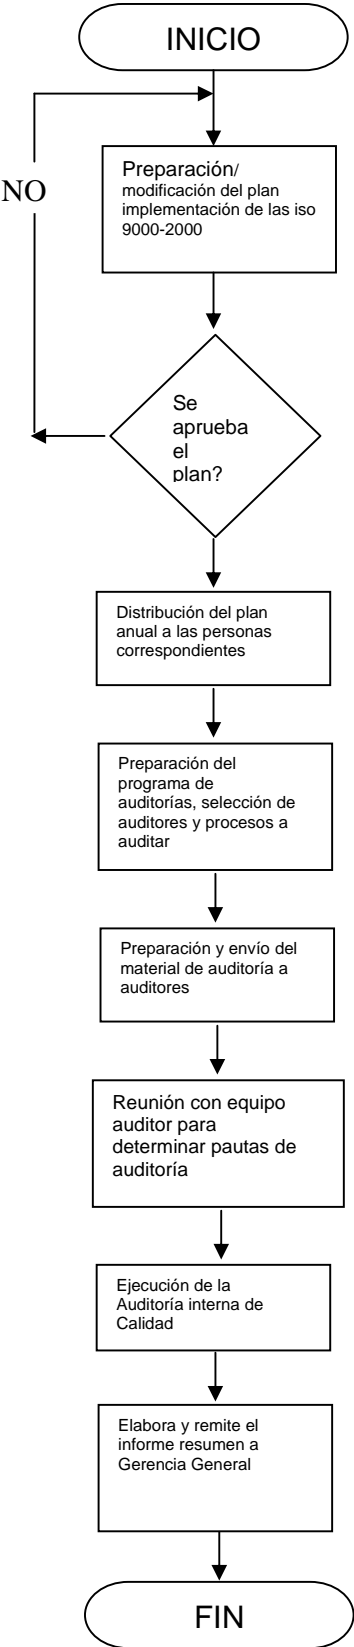 INICIO
NO
Preparación/
modificación del plan
implementación de las iso
9000-2000
Se
aprueba
el
plan?
Distribución del plan
anual a las personas
correspondientes
Preparación del
programa de
auditorías, selección de
auditores y procesos a
auditar
Preparación y envío del
material de auditoría a
auditores
Reunión con equipo
auditor para
determinar pautas de
auditoría
Ejecución de la
Auditoría interna de
Calidad
Elabora y remite el
informe resumen a
Gerencia General
FIN